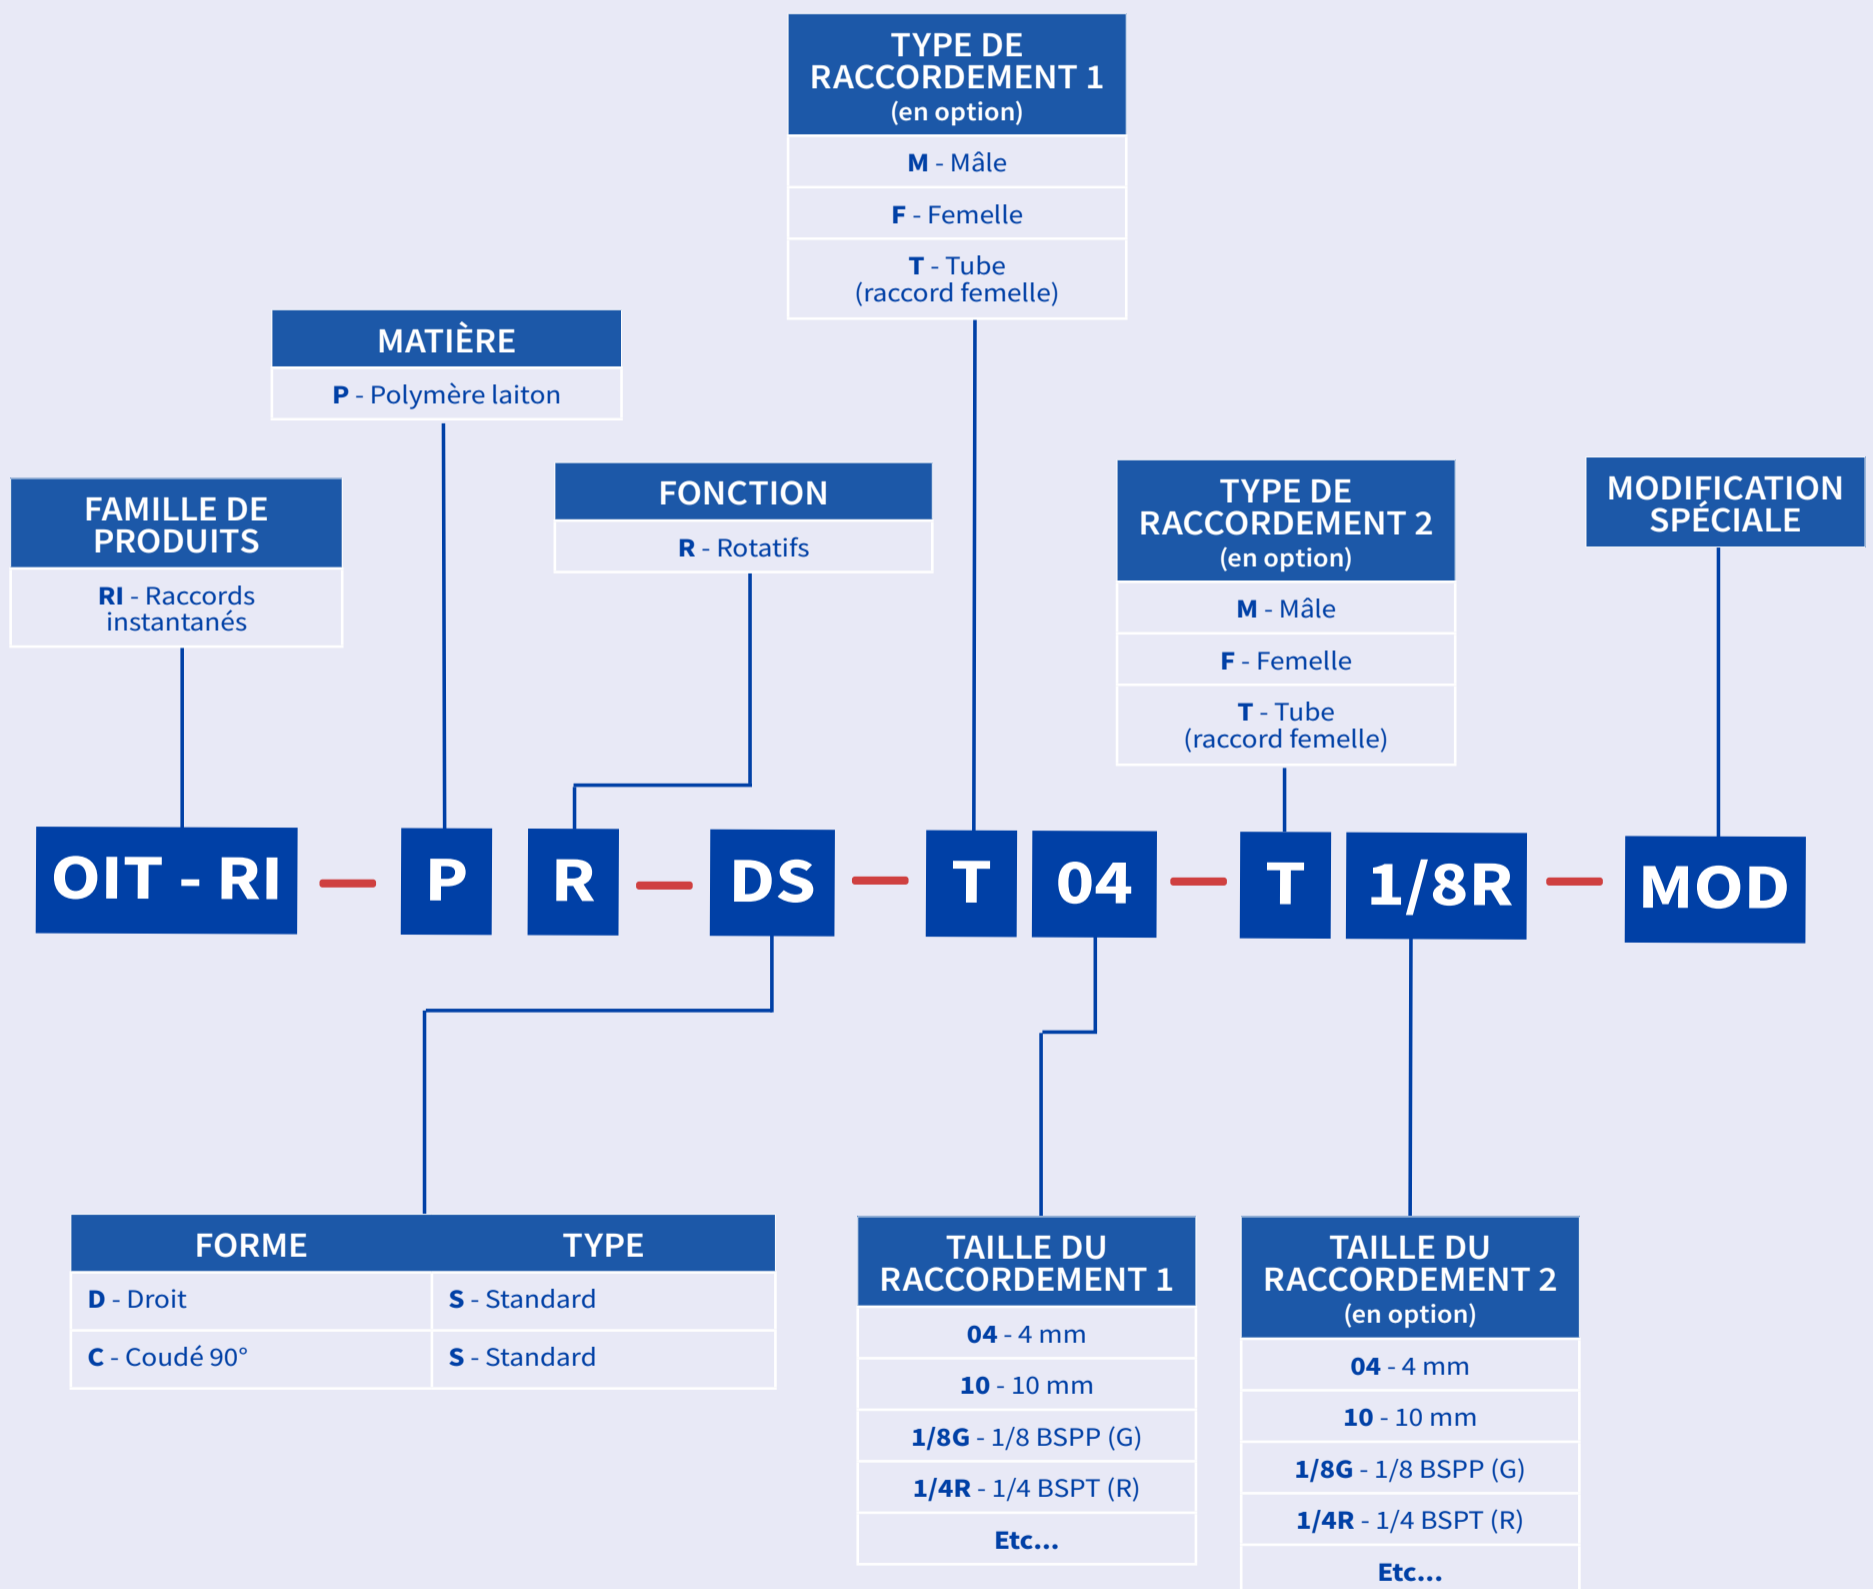 TYPE DE
RACCORDEMENT 1
(en option)
M - Mâle
F - Femelle
T - Tube
(raccord femelle)
MATIÈRE
P - Polymère laiton
FAMILLE DE
PRODUITS
RI - Raccords
instantanés
FONCTION
R - Rotatifs
TYPE DE
RACCORDEMENT 2
(en option)
M - Mâle
F - Femelle
T - Tube
(raccord femelle)
MODIFICATION
SPÉCIALE
OIT - RI — P R — DS — T 04 — T 1/8R — MOD
FORME TYPE
D - Droit S - Standard
C - Coudé 90° S - Standard
TAILLE DU
RACCORDEMENT 1
04 - 4 mm
10 - 10 mm
1/8G - 1/8 BSPP (G)
1/4R - 1/4 BSPT (R)
Etc...
TAILLE DU
RACCORDEMENT 2
(en option)
04 - 4 mm
10 - 10 mm
1/8G - 1/8 BSPP (G)
1/4R - 1/4 BSPT (R)
Etc...